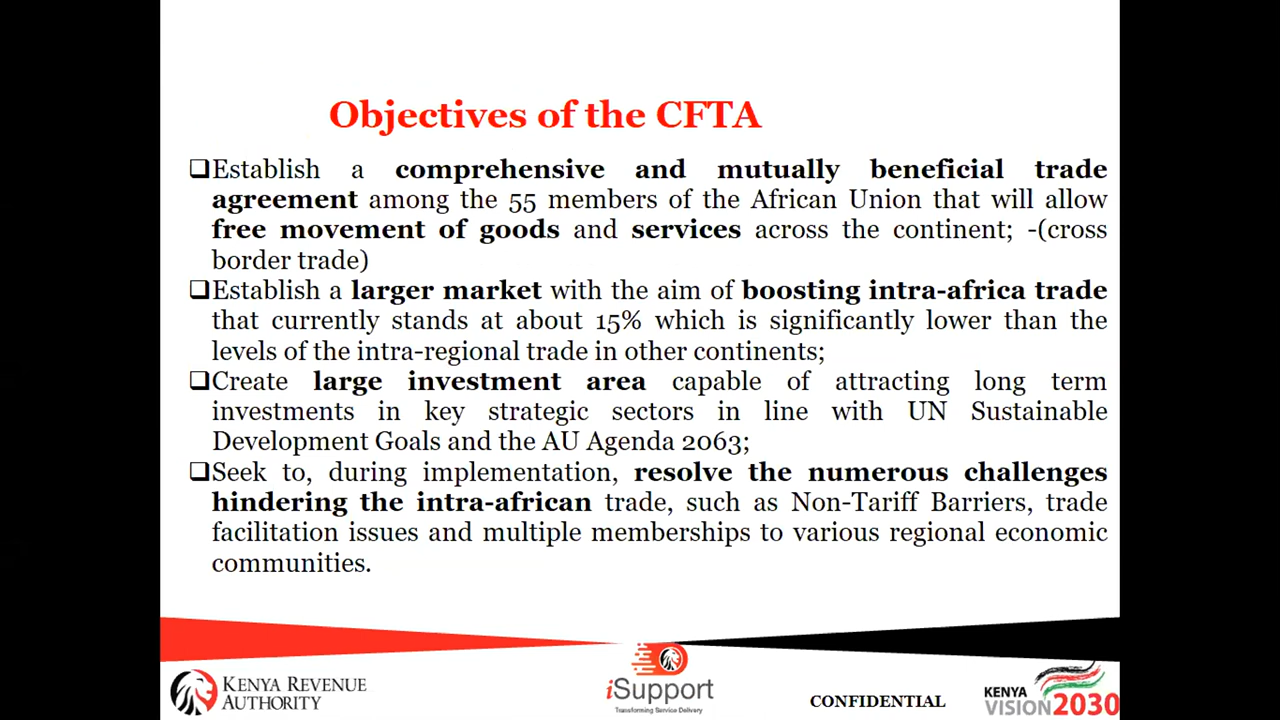 Objectives of the CFTA
❑Establish a comprehensive and mutually beneficial trade
agreement among the 55 members of the African Union that will allow
free movement of goods and services across the continent; -(cross
border trade)
❑Establish a larger market with the aim of boosting intra-africa trade
that currently stands at about 15% which is significantly lower than the
levels of the intra-regional trade in other continents;
❑Create large investment area capable of attracting long term
investments in key strategic sectors in line with UN Sustainable
Development Goals and the AU Agenda 2063;
❑Seek to, during implementation, resolve the numerous challenges
hindering the intra-african trade, such as Non-Tariff Barriers, trade
facilitation issues and multiple memberships to various regional economic
communities.
KENYA REVENUE
AUTHORITY
iSupport
Transforming Service Delivery
CONFIDENTIAL
KENYA
VISION 2030